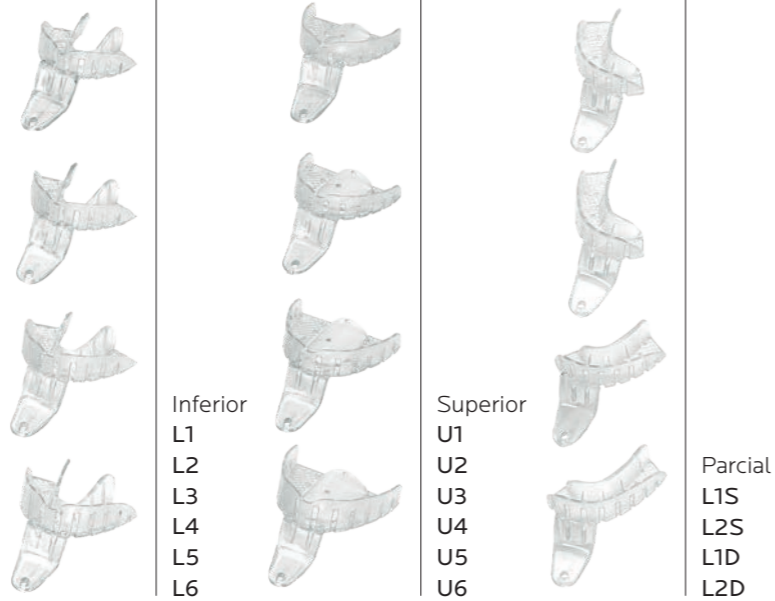 Inferior
L1
L2
L3
L4
L5
L6
Superior
U1
U2
U3
U4
U5
U6
Parcial
L1S
L2S
L1D
L2D